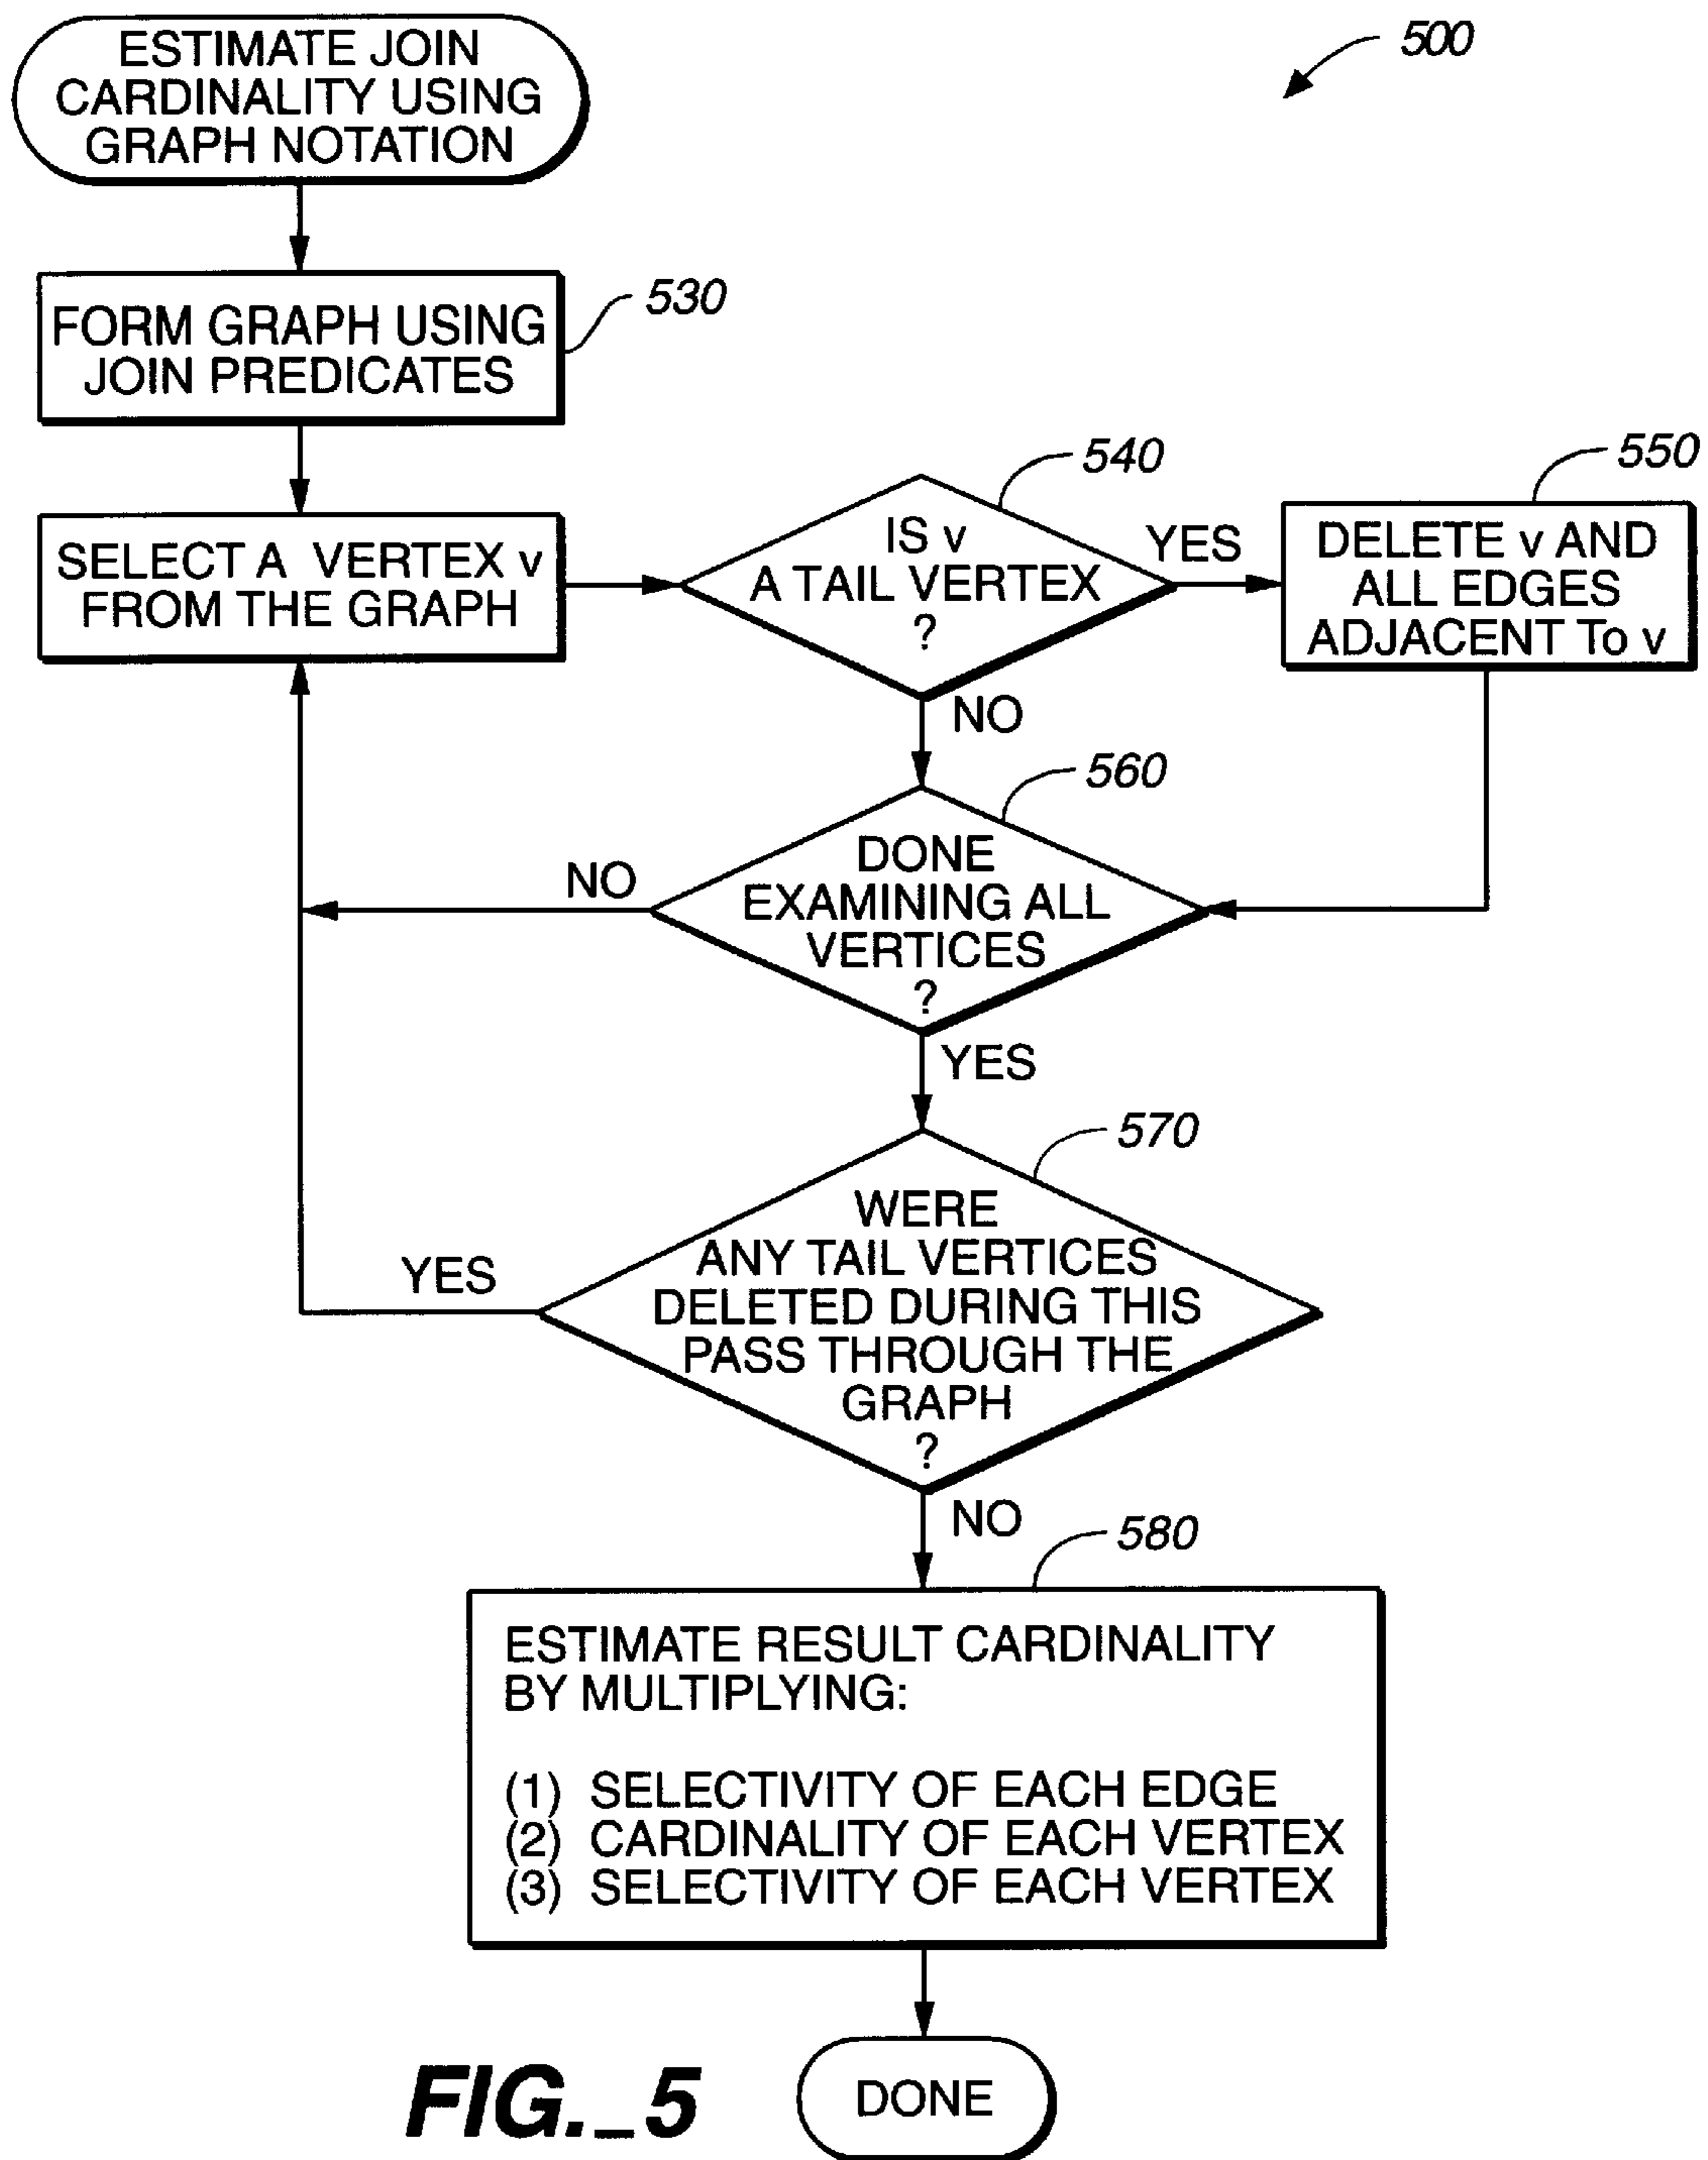 500
ESTIMATE JOIN
CARDINALITY USING
GRAPH NOTATION
530
FORM GRAPH USING
JOIN PREDICATES
SELECT A VERTEX v
FROM THE GRAPH
540
IS v
A TAIL VERTEX
?
YES
NO
550
DELETE v AND
ALL EDGES
ADJACENT To v
560
DONE
EXAMINING ALL
VERTICES
?
NO
YES
570
WERE
ANY TAIL VERTICES
DELETED DURING THIS
PASS THROUGH THE
GRAPH
?
YES
NO
580
ESTIMATE RESULT CARDINALITY
BY MULTIPLYING:
(1) SELECTIVITY OF EACH EDGE
(2) CARDINALITY OF EACH VERTEX
(3) SELECTIVITY OF EACH VERTEX
DONE
FIG._5